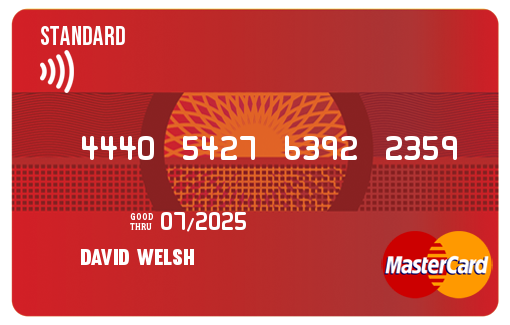 STANDARD
4440 5427 6392 2359
GOOD
THRU 07/2025
DAVID WELSH
MasterCard